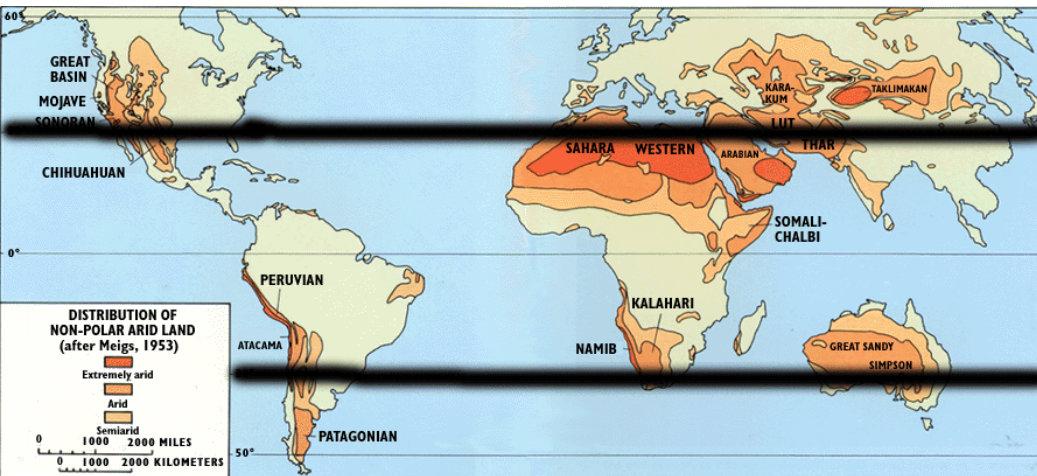 60°
GREAT
BASIN
MOJAVE
SONORAN
CHIHUAHUAN
KARA-
KUM
TAKLIMAKAN
LUT
THAR
SAHARA
WESTERN
ARABIAN
SOMALI-
CHALBI
0°
PERUVIAN
KALAHARI
ATACAMA
NAMIB
GREAT SANDY
SIMPSON
PATAGONIAN
50°
DISTRIBUTION OF
NON-POLAR ARID LAND
(after Meigs, 1953)
Extremely arid
Arid
Semiarid
0 1000 2000 MILES
0 1000 2000 KILOMETERS